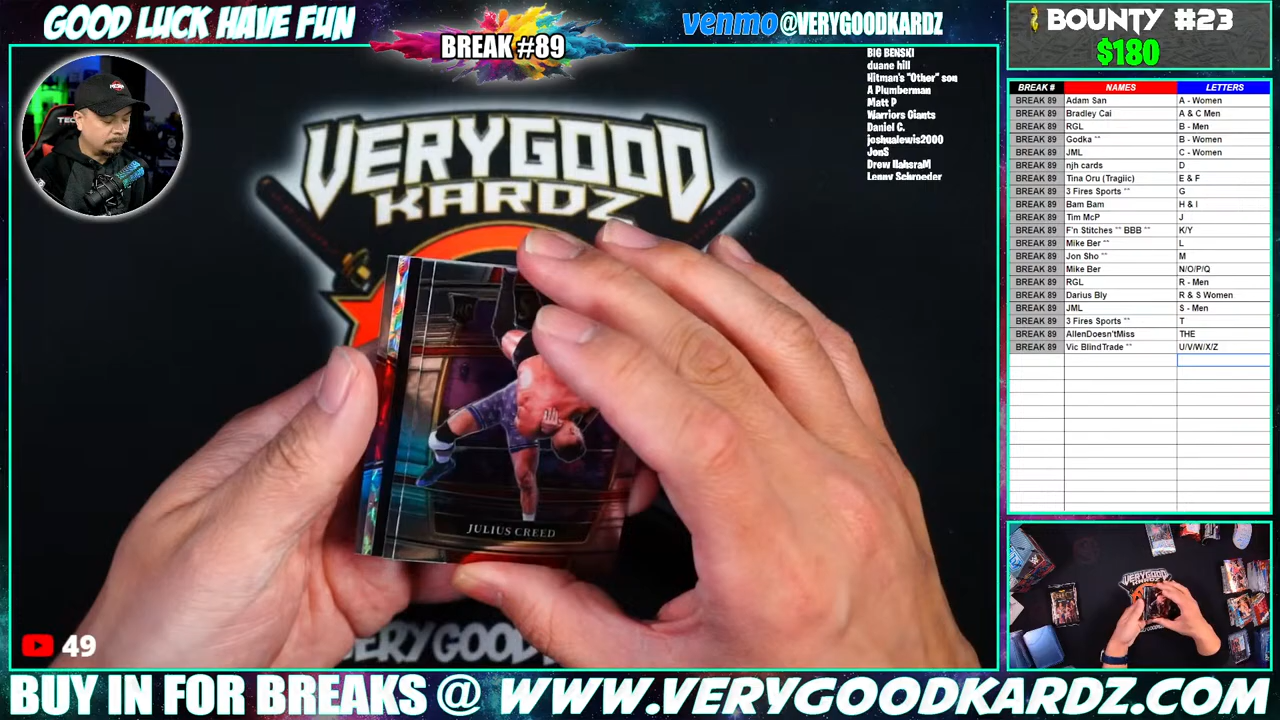 GOOD LUCK HAVE FUN
BREAK #89
venmo @VERYGOODKARDZ
BOUNTY #23
$180
BIG BENSKI
duane hill
Hitman's "Other" son
A Plumberman
Matt P
Warriors Giants
Daniel C.
joshualewis2000
JonS
Drew HahsraM
Lenny Schroeder
BREAK # NAMES LETTERS
BREAK 89 Adam San A - Women
BREAK 89 Bradley Cai A & C Men
BREAK 89 RGL B - Men
BREAK 89 Godka ** B - Women
BREAK 89 JML C - Women
BREAK 89 njh cards D
BREAK 89 Tina Oru (Tragiic) E & F
BREAK 89 3 Fires Sports ** G
BREAK 89 Bam Bam H & I
BREAK 89 Tim McP J
BREAK 89 F'n Stitches ** BBB ** K/Y
BREAK 89 Mike Ber ** L
BREAK 89 Jon Sho ** M
BREAK 89 Mike Ber N/O/P/Q
BREAK 89 RGL R - Men
BREAK 89 Darius Bly R & S Women
BREAK 89 JML S - Men
BREAK 89 3 Fires Sports ** T
BREAK 89 AllenDoesn'tMiss THE
BREAK 89 Vic BlindTrade ** U/V/W/X/Z
VERYGOOD
KARDZ
JULIUS CREED
VERYGOOD
49
BUY IN FOR BREAKS @ WWW.VERYGOODKARDZ.COM